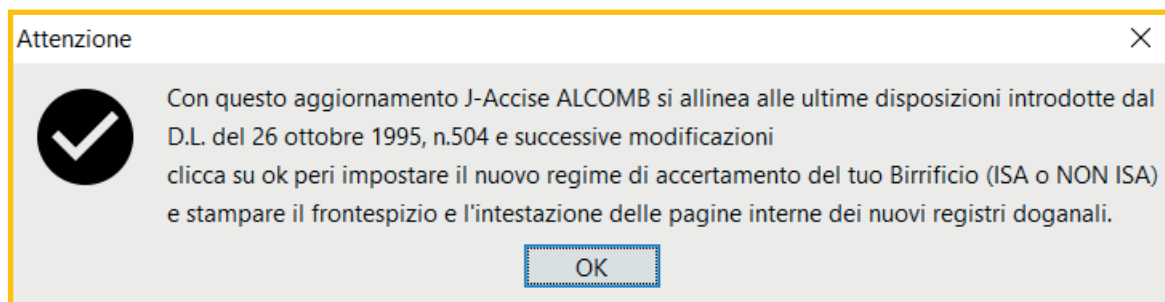 Attenzione
Con questo aggiornamento J-Accise ALCOMB si allinea alle ultime disposizioni introdotte dal
D.L. del 26 ottobre 1995, n.504 e successive modificazioni
clicca su ok peri impostare il nuovo regime di accertamento del tuo Birrificio (ISA o NON ISA)
e stampare il frontespizio e l'intestazione delle pagine interne dei nuovi registri doganali.
OK